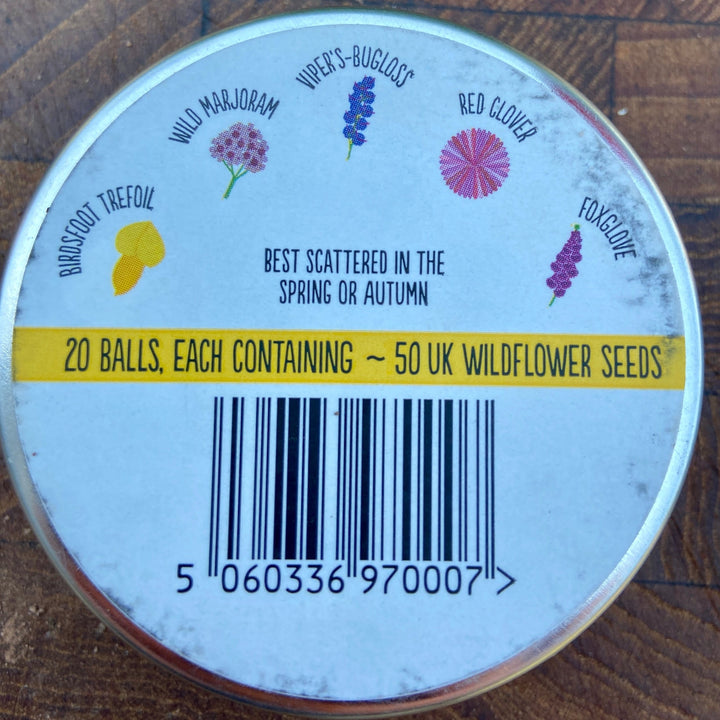 BIRDSFOOT TREFOIL
WILD MARJORAM
VIPER'S-BUGLOSS
RED CLOVER
FOXGLOVE
BEST SCATTERED IN THE
SPRING OR AUTUMN
20 BALLS, EACH CONTAINING ~ 50 UK WILDFLOWER SEEDS
5 060336 970007 >